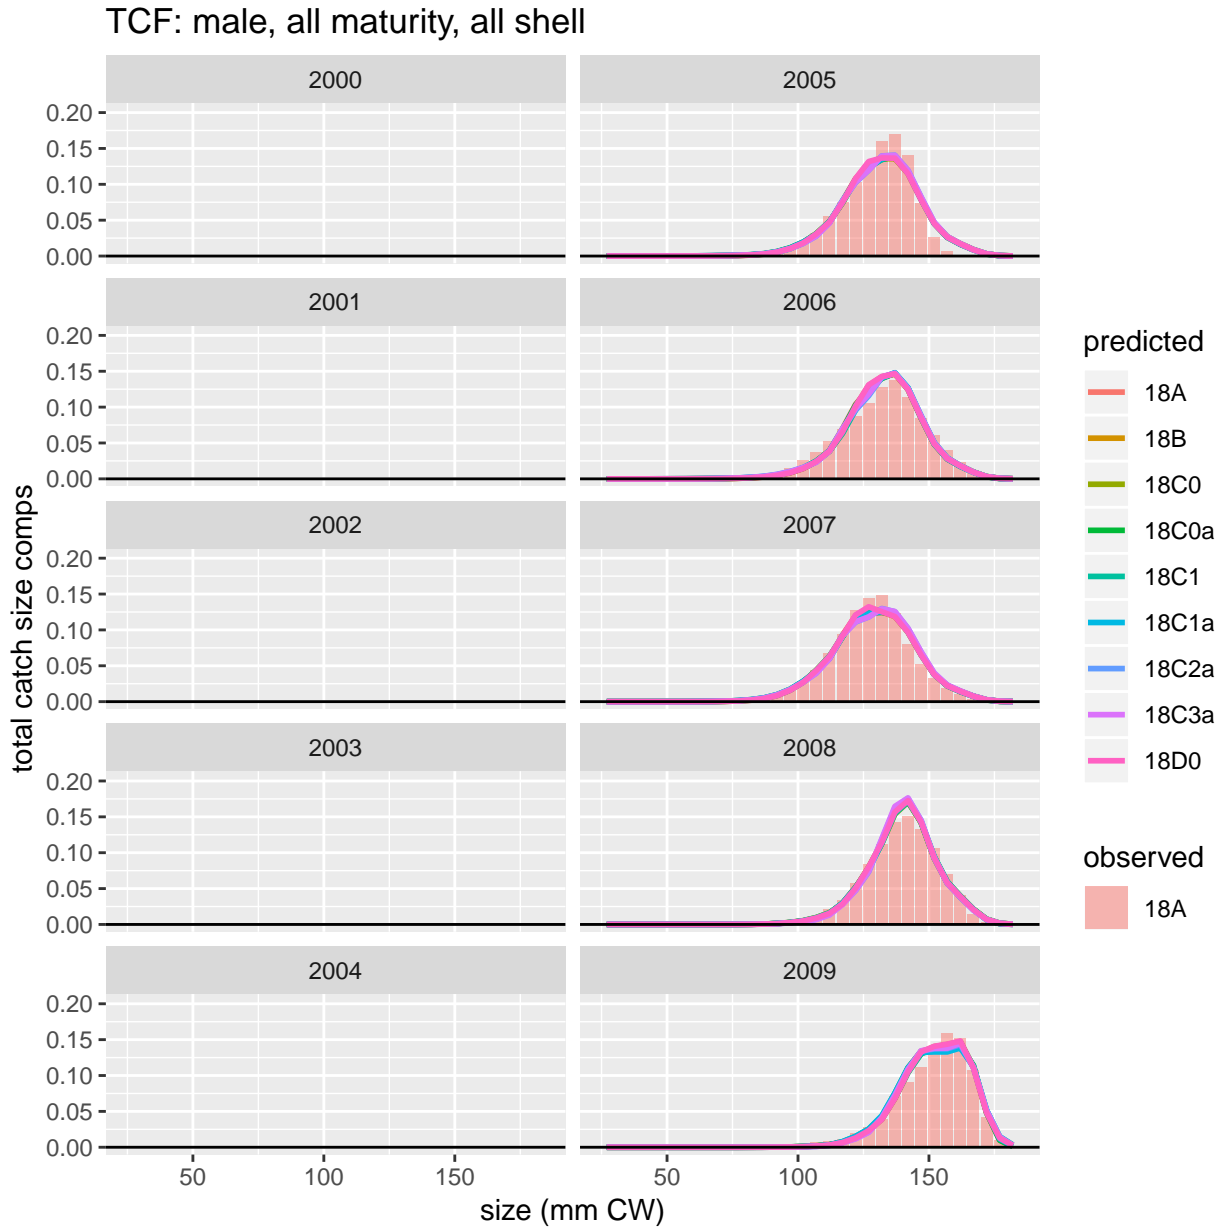 TCF: male, all maturity, all shell
total catch size comps
2000
2005
0.20
0.15
0.10
0.05
0.00
2001
2006
0.20
0.15
0.10
0.05
0.00
2002
2007
0.20
0.15
0.10
0.05
0.00
2003
2008
0.20
0.15
0.10
0.05
0.00
2004
2009
0.20
0.15
0.10
0.05
0.00
50
100
150
50
100
150
size (mm CW)
predicted
18A
18B
18C0
18C0a
18C1
18C1a
18C2a
18C3a
18D0
observed
18A